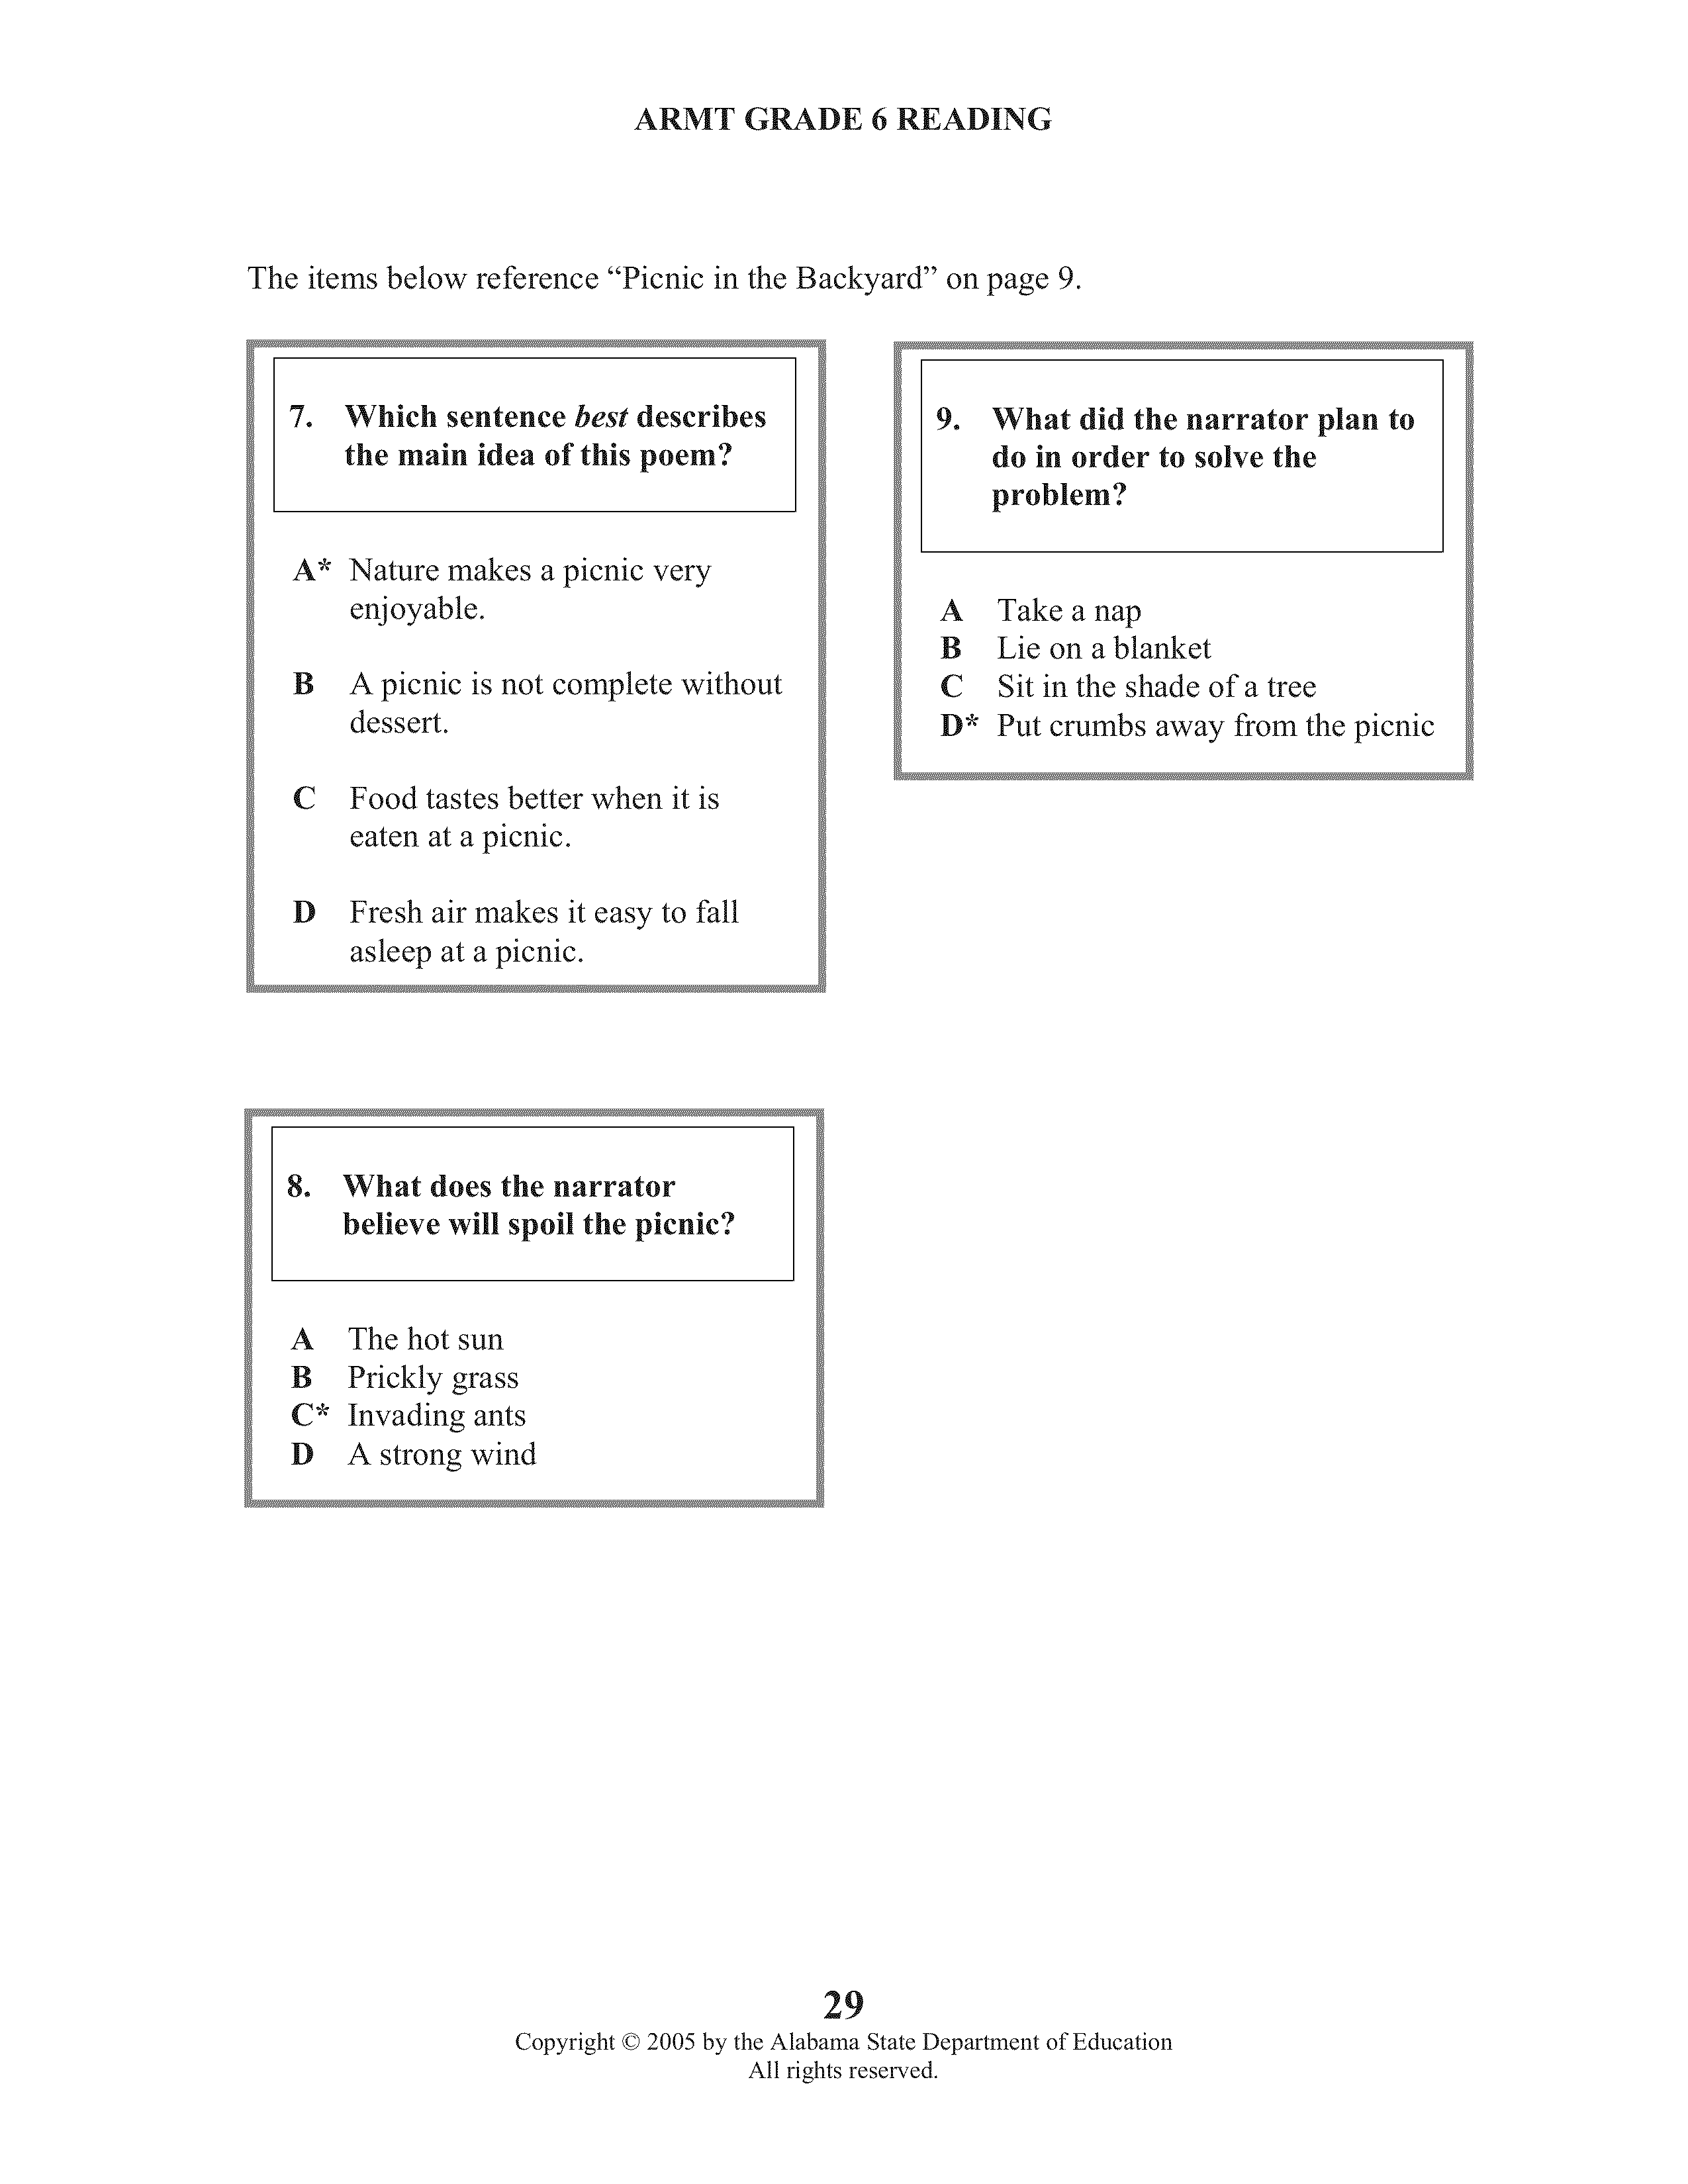 ARMT GRADE 6 READING
The items below reference “Picnic in the Backyard” on page 9.
7. Which sentence best describes
the main idea of this poem?
A* Nature makes a picnic very
enjoyable.
B A picnic is not complete without
dessert.
C Food tastes better when it is
eaten at a picnic.
D Fresh air makes it easy to fall
asleep at a picnic.
8. What does the narrator
believe will spoil the picnic?
A The hot sun
B Prickly grass
C* Invading ants
D A strong wind
9. What did the narrator plan to
do in order to solve the
problem?
A Take a nap
B Lie on a blanket
C Sit in the shade of a tree
D* Put crumbs away from the picnic
29
Copyright © 2005 by the Alabama State Department of Education
All rights reserved.